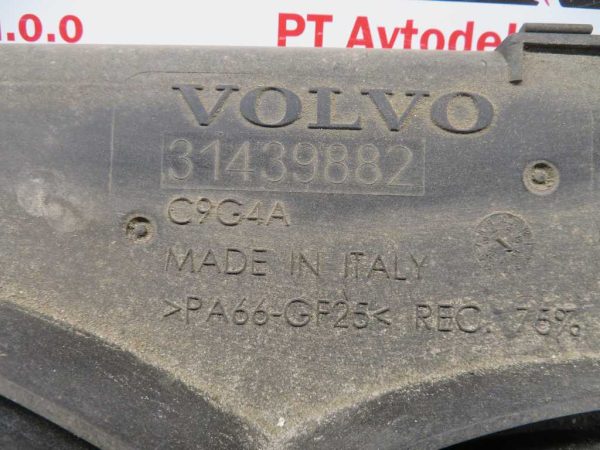 .0.0 PT Avtodel
VOLVO
31439882
C9G4A
MADE IN ITALY
>PA66-GF25< REC. 75%